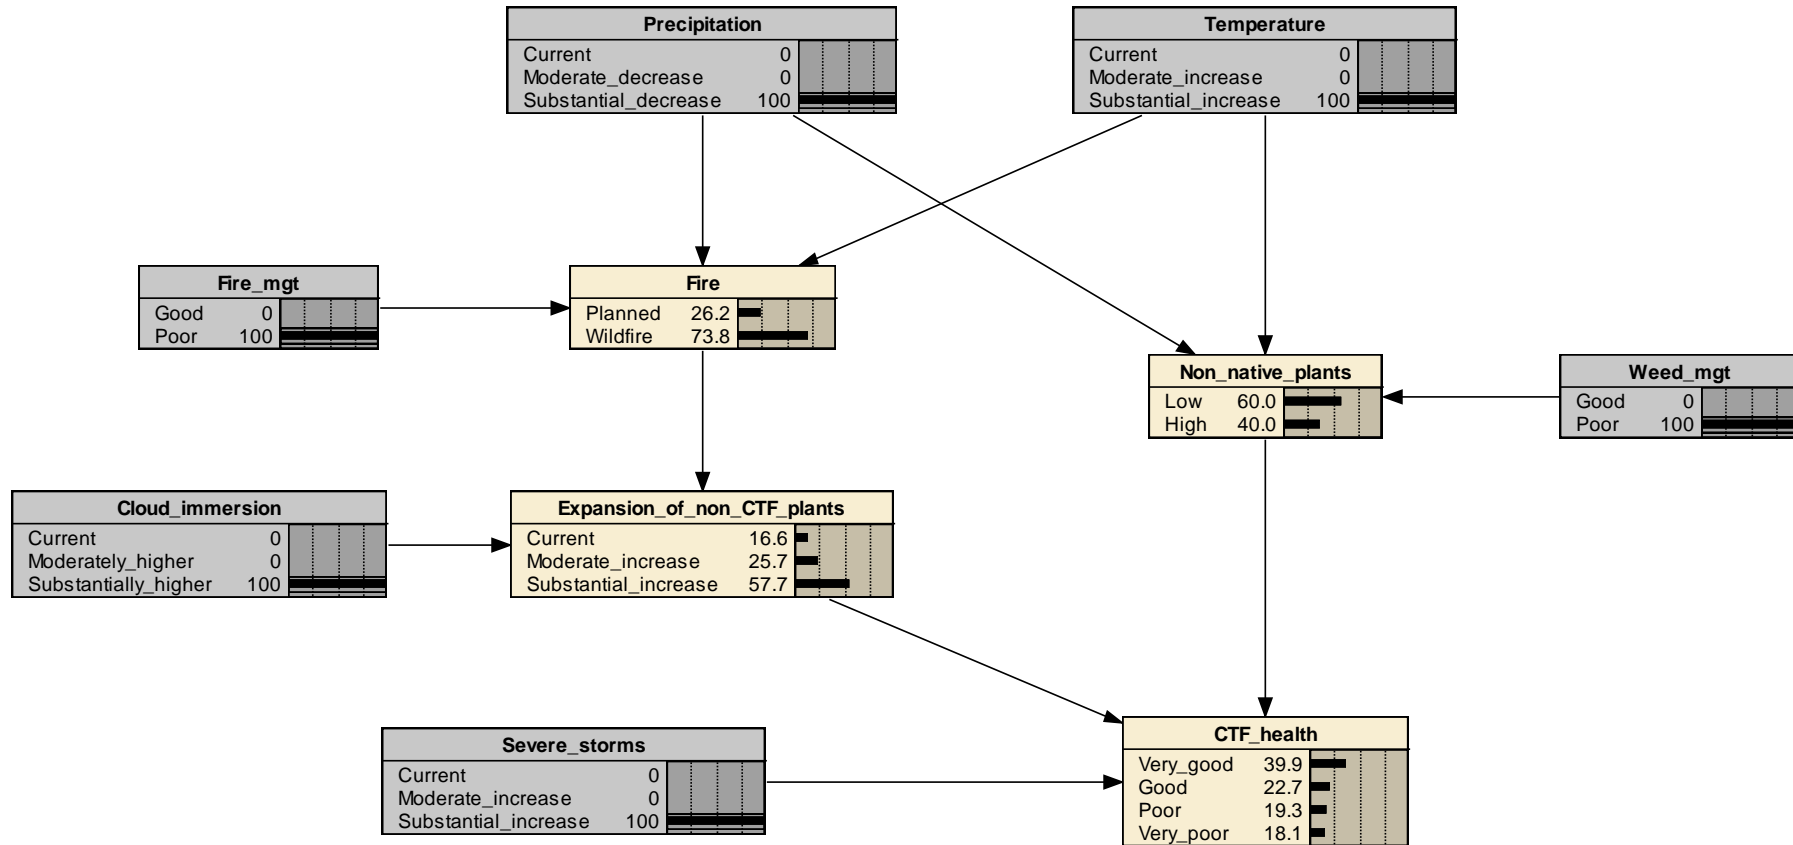 Precipitation
Current 0
Moderate_decrease 0
Substantial_decrease 100
Temperature
Current 0
Moderate_increase 0
Substantial_increase 100
Fire_mgt
Good 0
Poor 100
Fire
Planned 26.2
Wildfire 73.8
Non_native_plants
Low 60.0
High 40.0
Weed_mgt
Good 0
Poor 100
Cloud_immersion
Current 0
Moderately_higher 0
Substantially_higher 100
Expansion_of_non_CTF_plants
Current 16.6
Moderate_increase 25.7
Substantial_increase 57.7
Severe_storms
Current 0
Moderate_increase 0
Substantial_increase 100
CTF_health
Very_good 39.9
Good 22.7
Poor 19.3
Very_poor 18.1